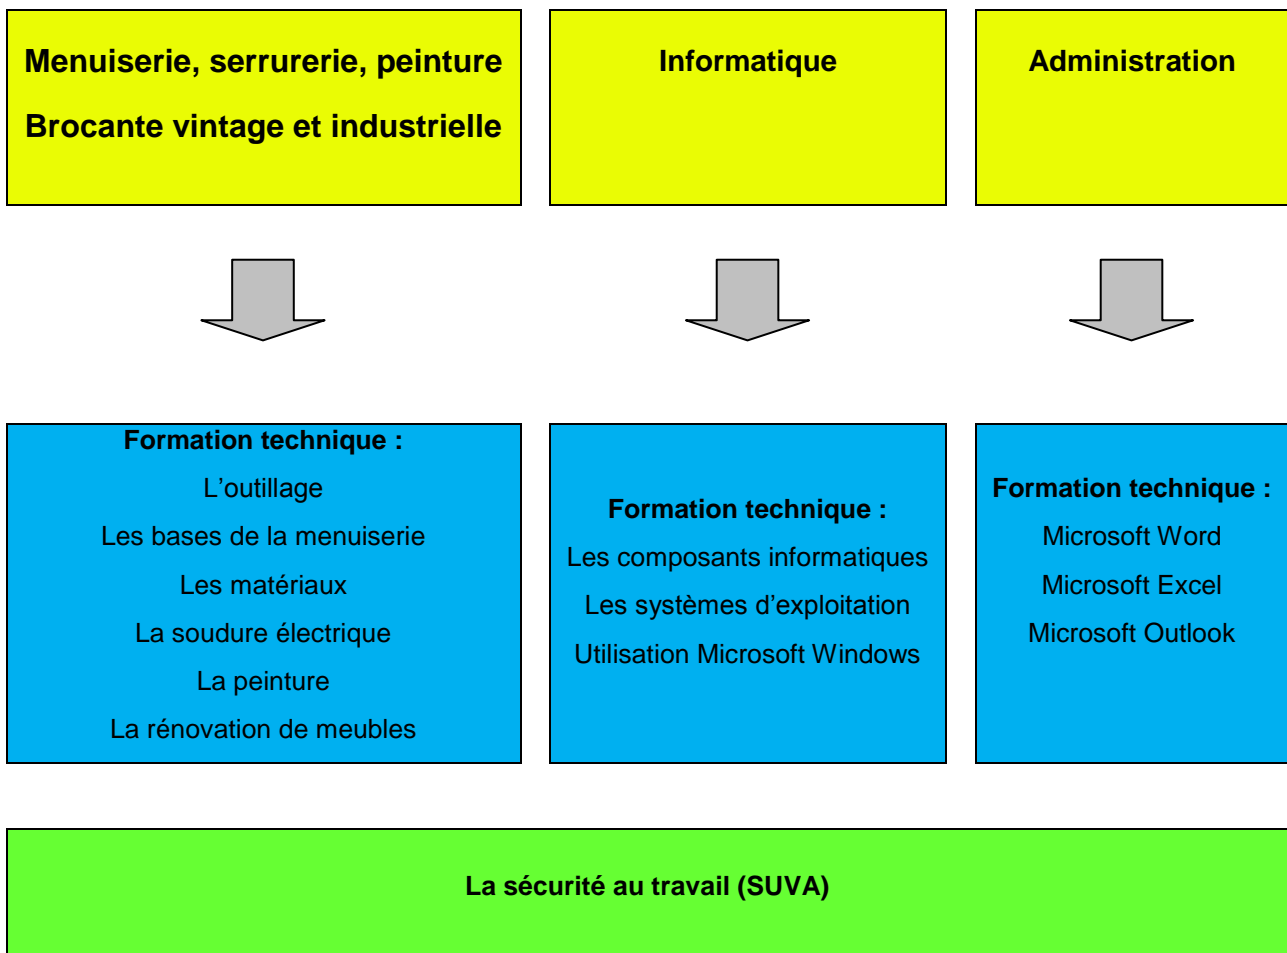 Menuiserie, serrurerie, peinture
Brocante vintage et industrielle
Informatique
Administration
Formation technique :
L’outillage
Les bases de la menuiserie
Les matériaux
La soudure électrique
La peinture
La rénovation de meubles
Formation technique :
Les composants informatiques
Les systèmes d’exploitation
Utilisation Microsoft Windows
Formation technique :
Microsoft Word
Microsoft Excel
Microsoft Outlook
La sécurité au travail (SUVA)